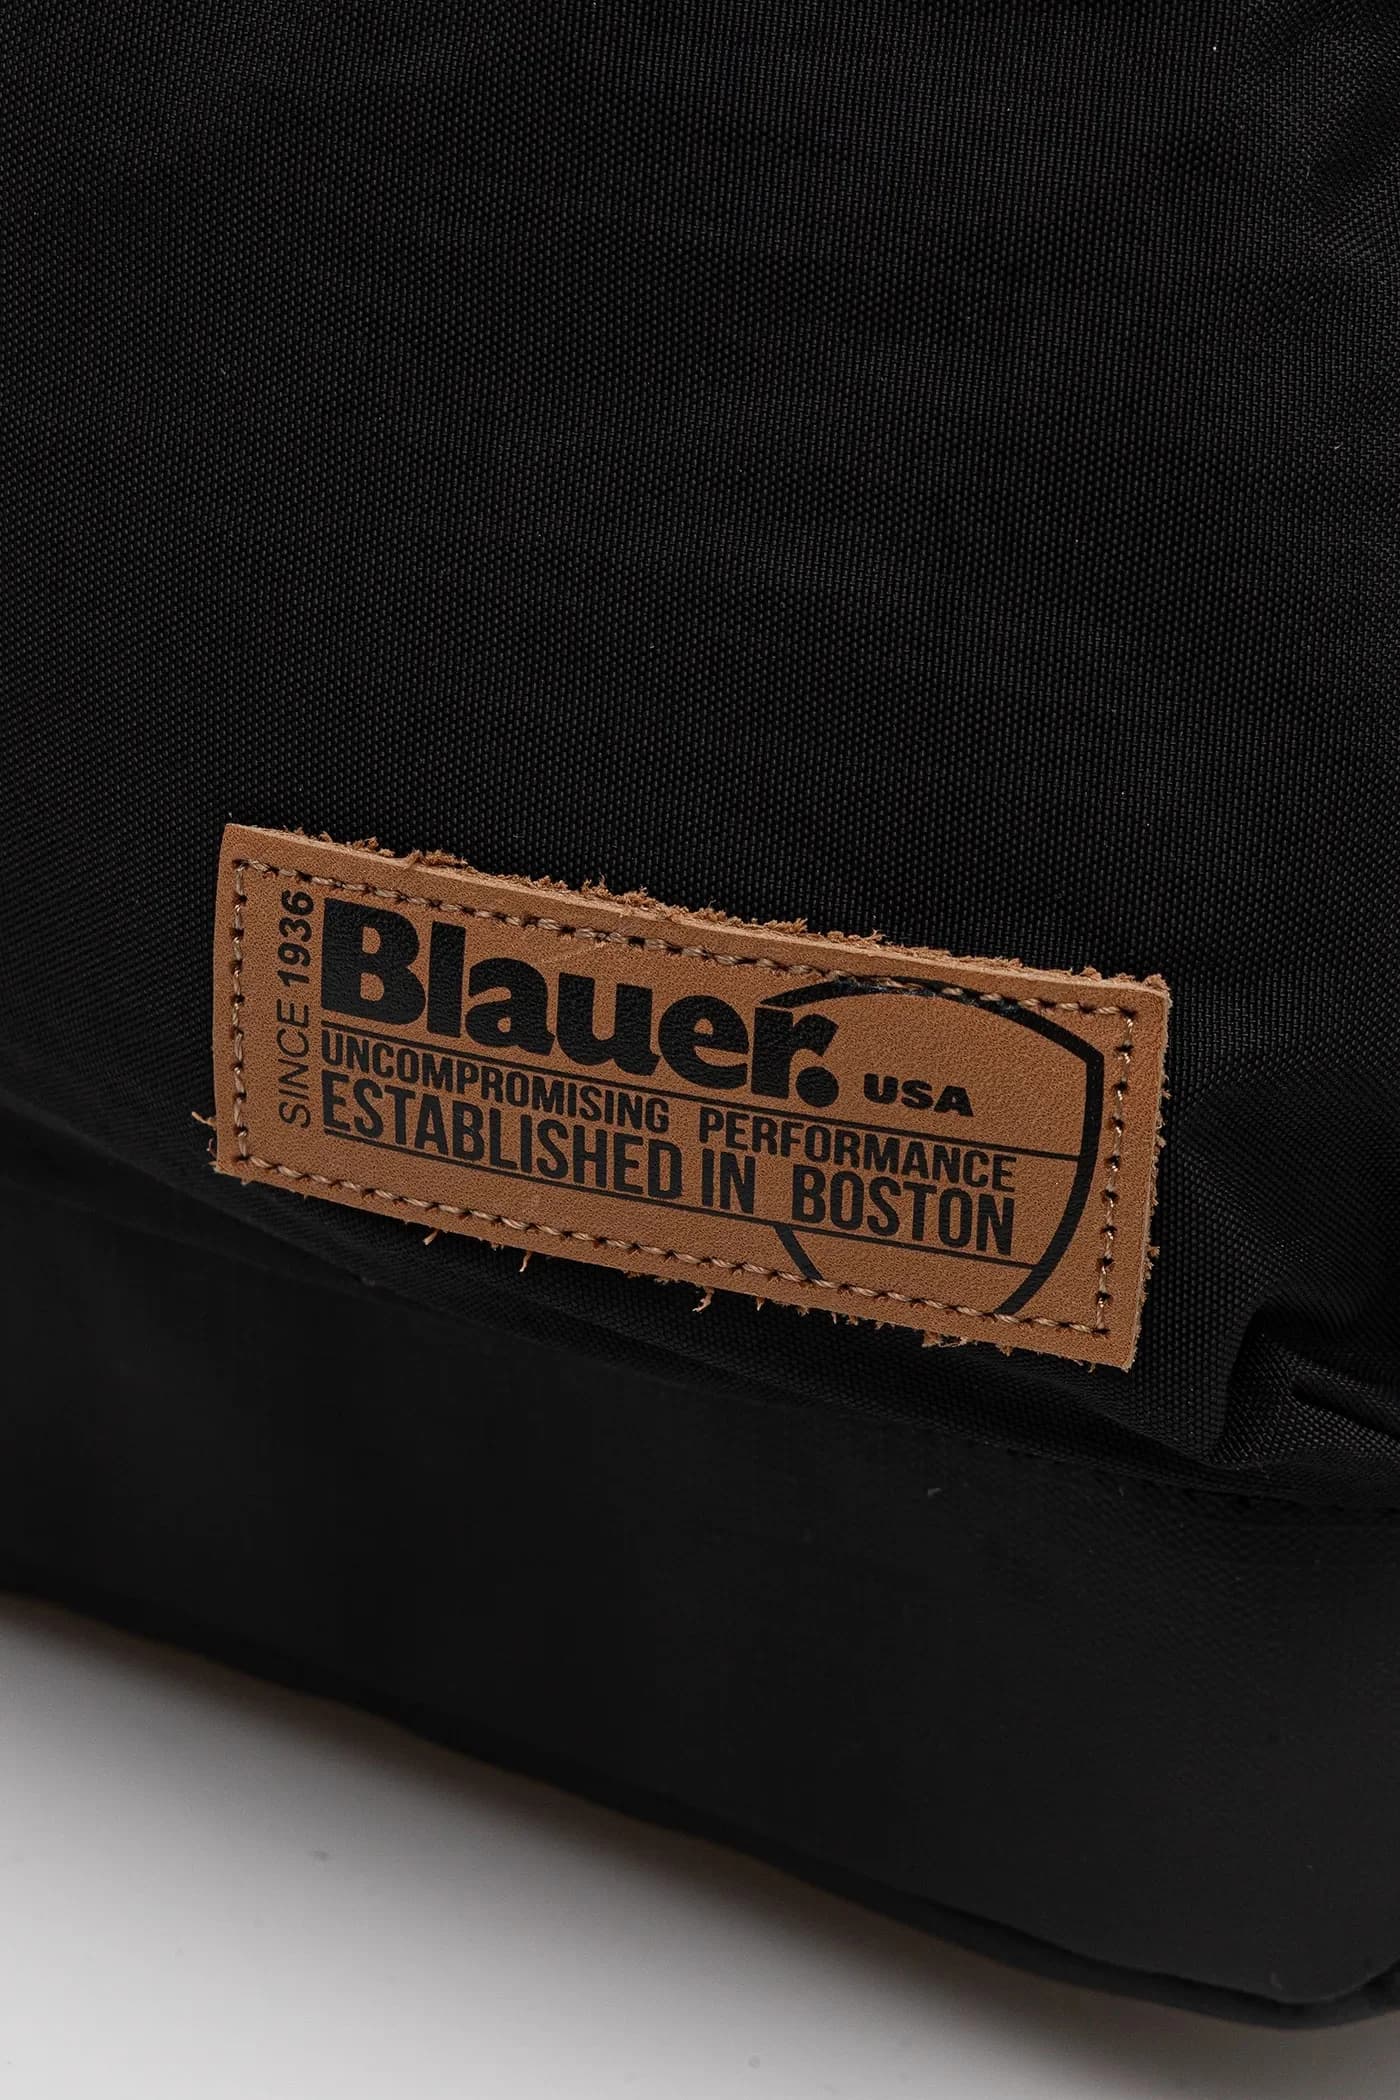 SINCE 1936
Blauer. USA
UNCOMPROMISING PERFORMANCE
ESTABLISHED IN BOSTON